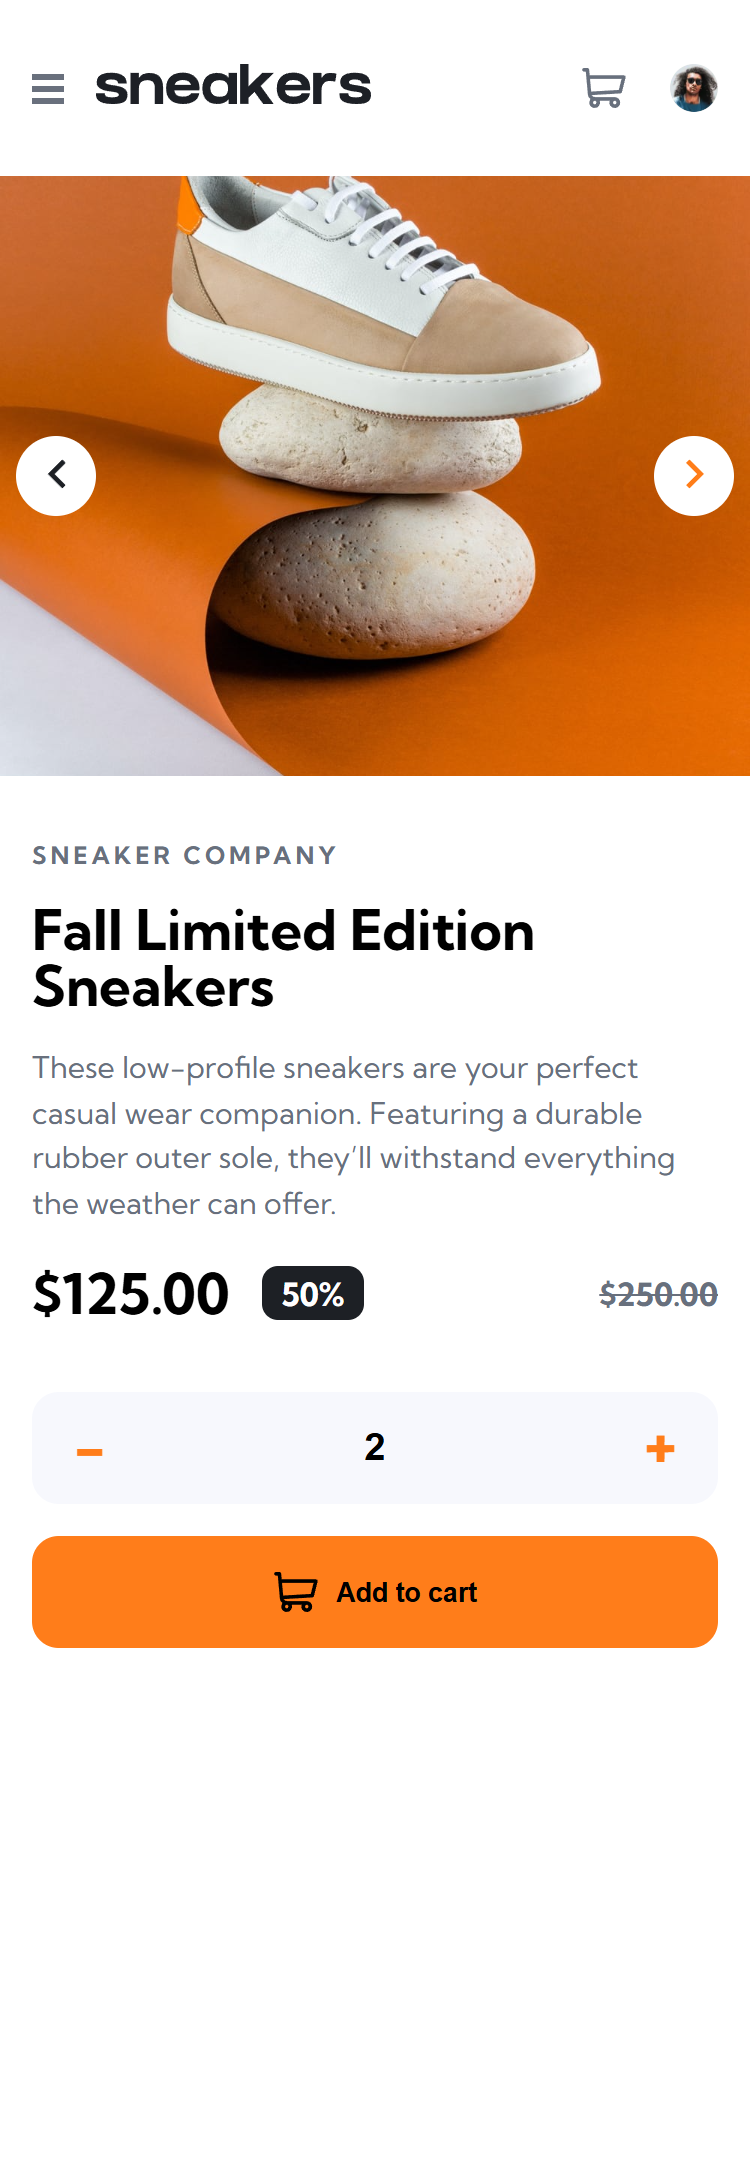 sneakers
SNEAKER COMPANY
Fall Limited Edition
Sneakers
These low-profile sneakers are your perfect
casual wear companion. Featuring a durable
rubber outer sole, they’ll withstand everything
the weather can offer.
$125.00 50% $250.00
– 2 +
Add to cart